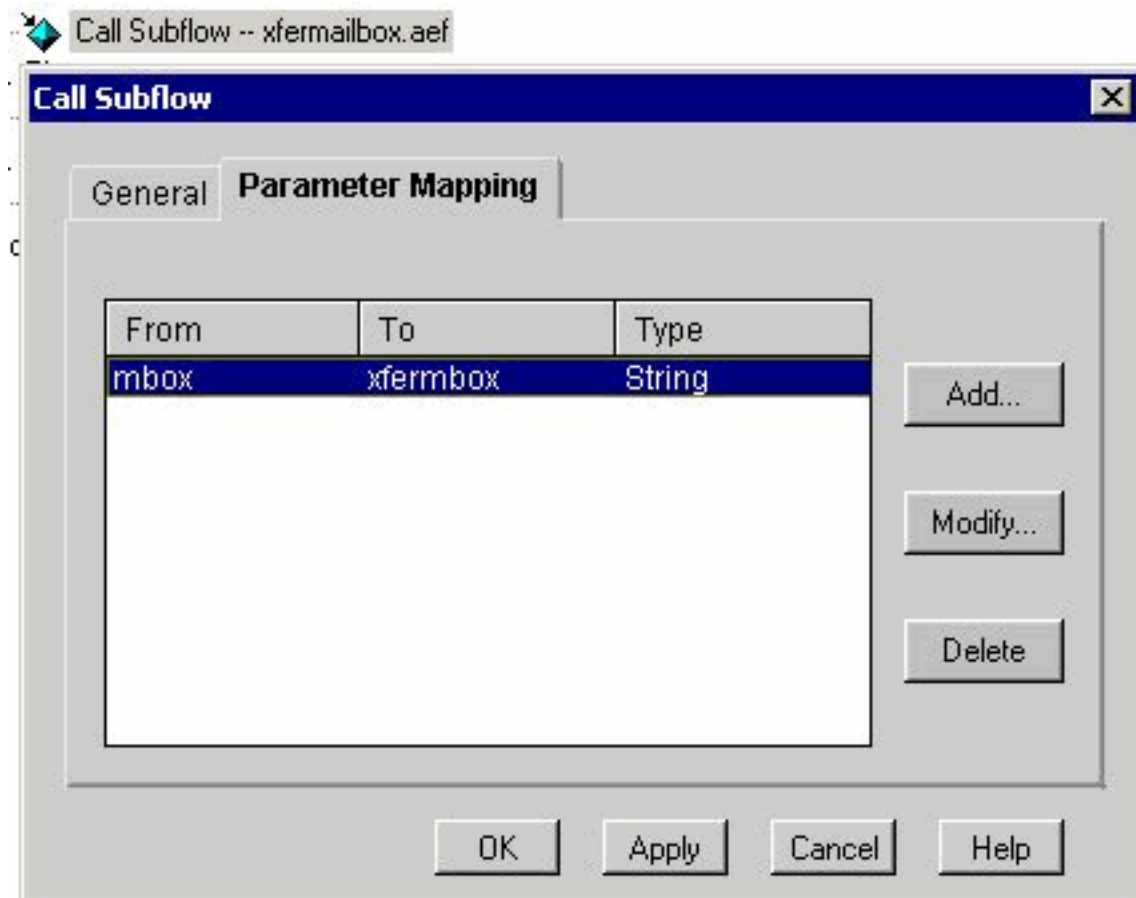 Call Subflow -- xfermailbox.aef
Call Subflow
General Parameter Mapping
From To Type
mbox xfermbox String
Add...
Modify...
Delete
OK Apply Cancel Help